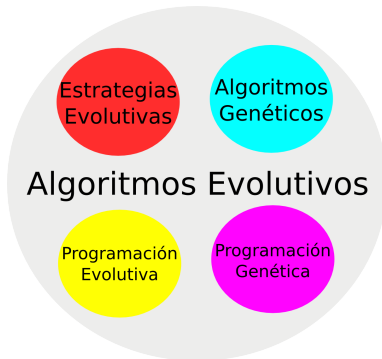 Estrategias
Evolutivas
Algoritmos
Genéticos
Algoritmos Evolutivos
Programación
Evolutiva
Programación
Genética